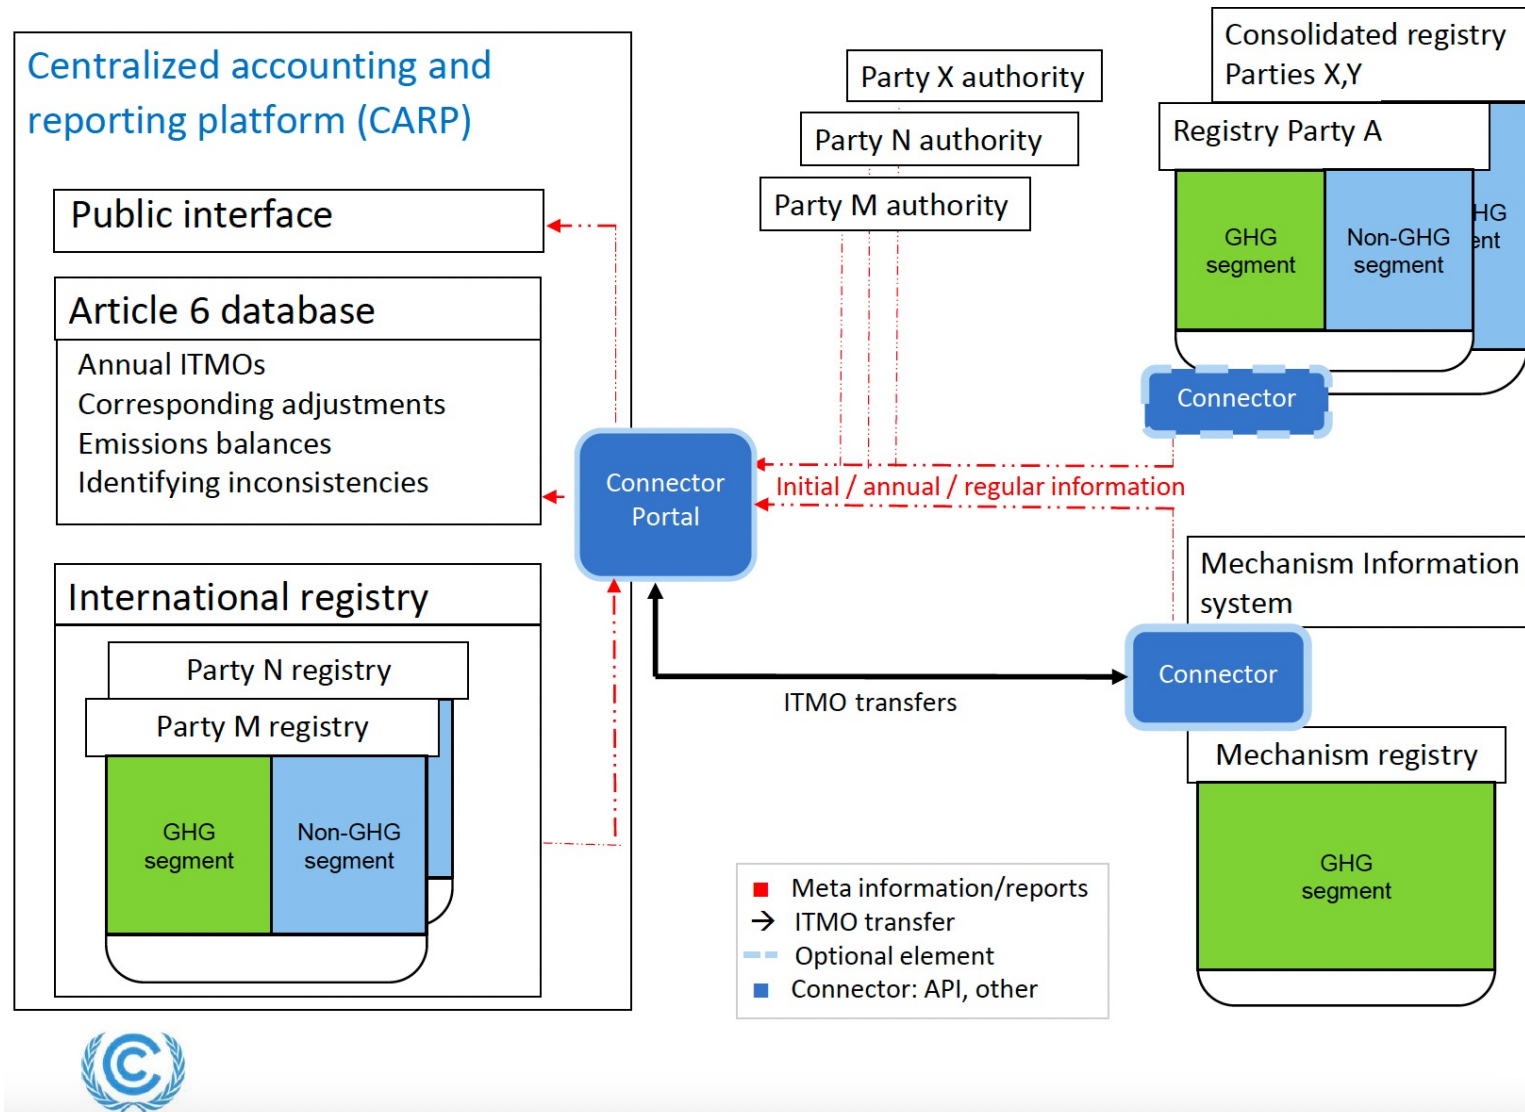 Centralized accounting and
reporting platform (CARP)
Public interface
Article 6 database
Annual ITMOs
Corresponding adjustments
Emissions balances
Identifying inconsistencies
International registry
Party N registry
Party M registry
GHG
segment
Non-GHG
segment
Connector
Portal
Party X authority
Party N authority
Party M authority
Initial / annual / regular information
ITMO transfers
Consolidated registry
Parties X,Y
Registry Party A
GHG
segment
Non-GHG
segment
HG
ent
Connector
Mechanism Information
system
Connector
Mechanism registry
GHG
segment
Meta information/reports
ITMO transfer
Optional element
Connector: API, other